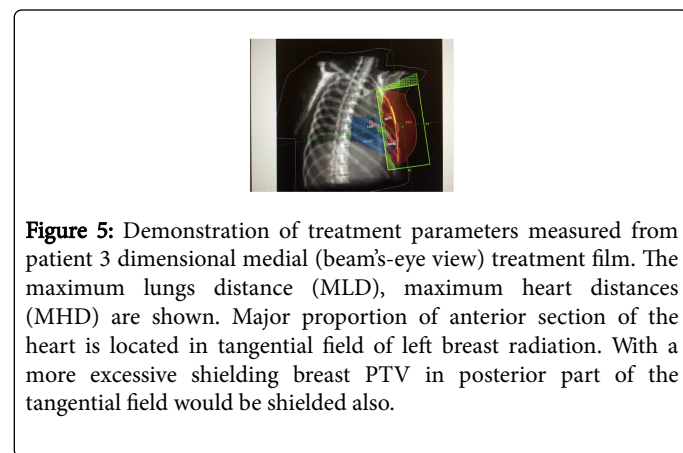 Figure 5: Demonstration of treatment parameters measured from
patient 3 dimensional medial (beam's-eye view) treatment film. The
maximum lungs distance (MLD), maximum heart distances
(MHD) are shown. Major proportion of anterior section of the
heart is located in tangential field of left breast radiation. With a
more excessive shielding breast PTV in posterior part of the
tangential field would be shielded also.